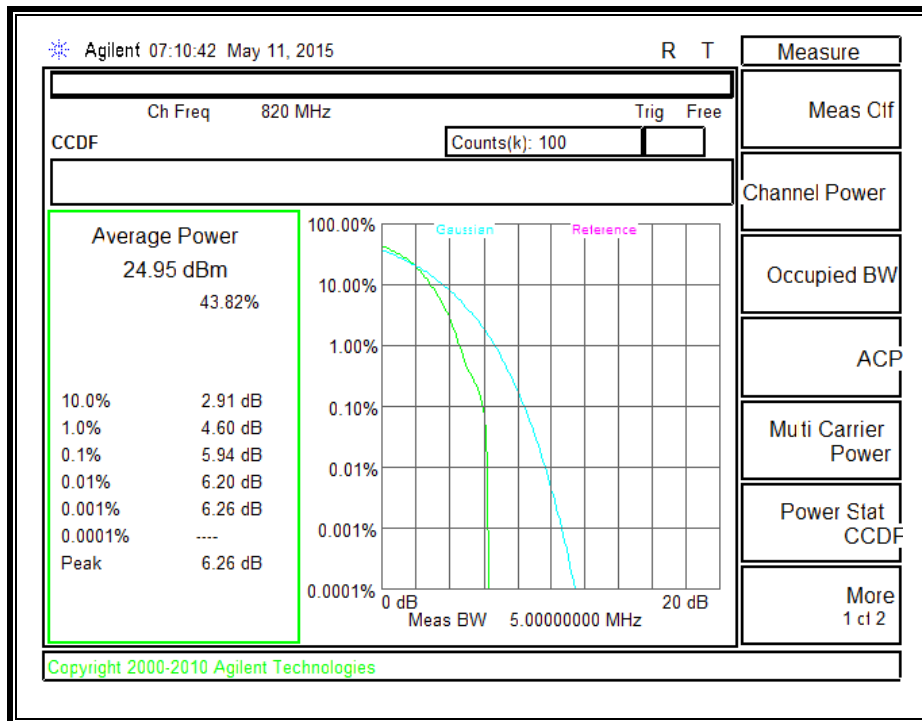 Agilent 07:10:42 May 11, 2015 R T
Ch Freq 820 MHz Trig Free
CCDF Counts(k): 100
Average Power
24.95 dBm
43.82%
10.0% 2.91 dB
1.0% 4.60 dB
0.1% 5.94 dB
0.01% 6.20 dB
0.001% 6.26 dB
0.0001% ----
Peak 6.26 dB
Gaussian Reference
100.00%
10.00%
1.00%
0.10%
0.01%
0.001%
0.0001%
0 dB 20 dB
Meas BW 5.00000000 MHz
Measure
Meas Off
Channel Power
Occupied BW
ACP
Multi Carrier
Power
Power Stat
CCDF
More
1 of 2
Copyright 2000-2010 Agilent Technologies